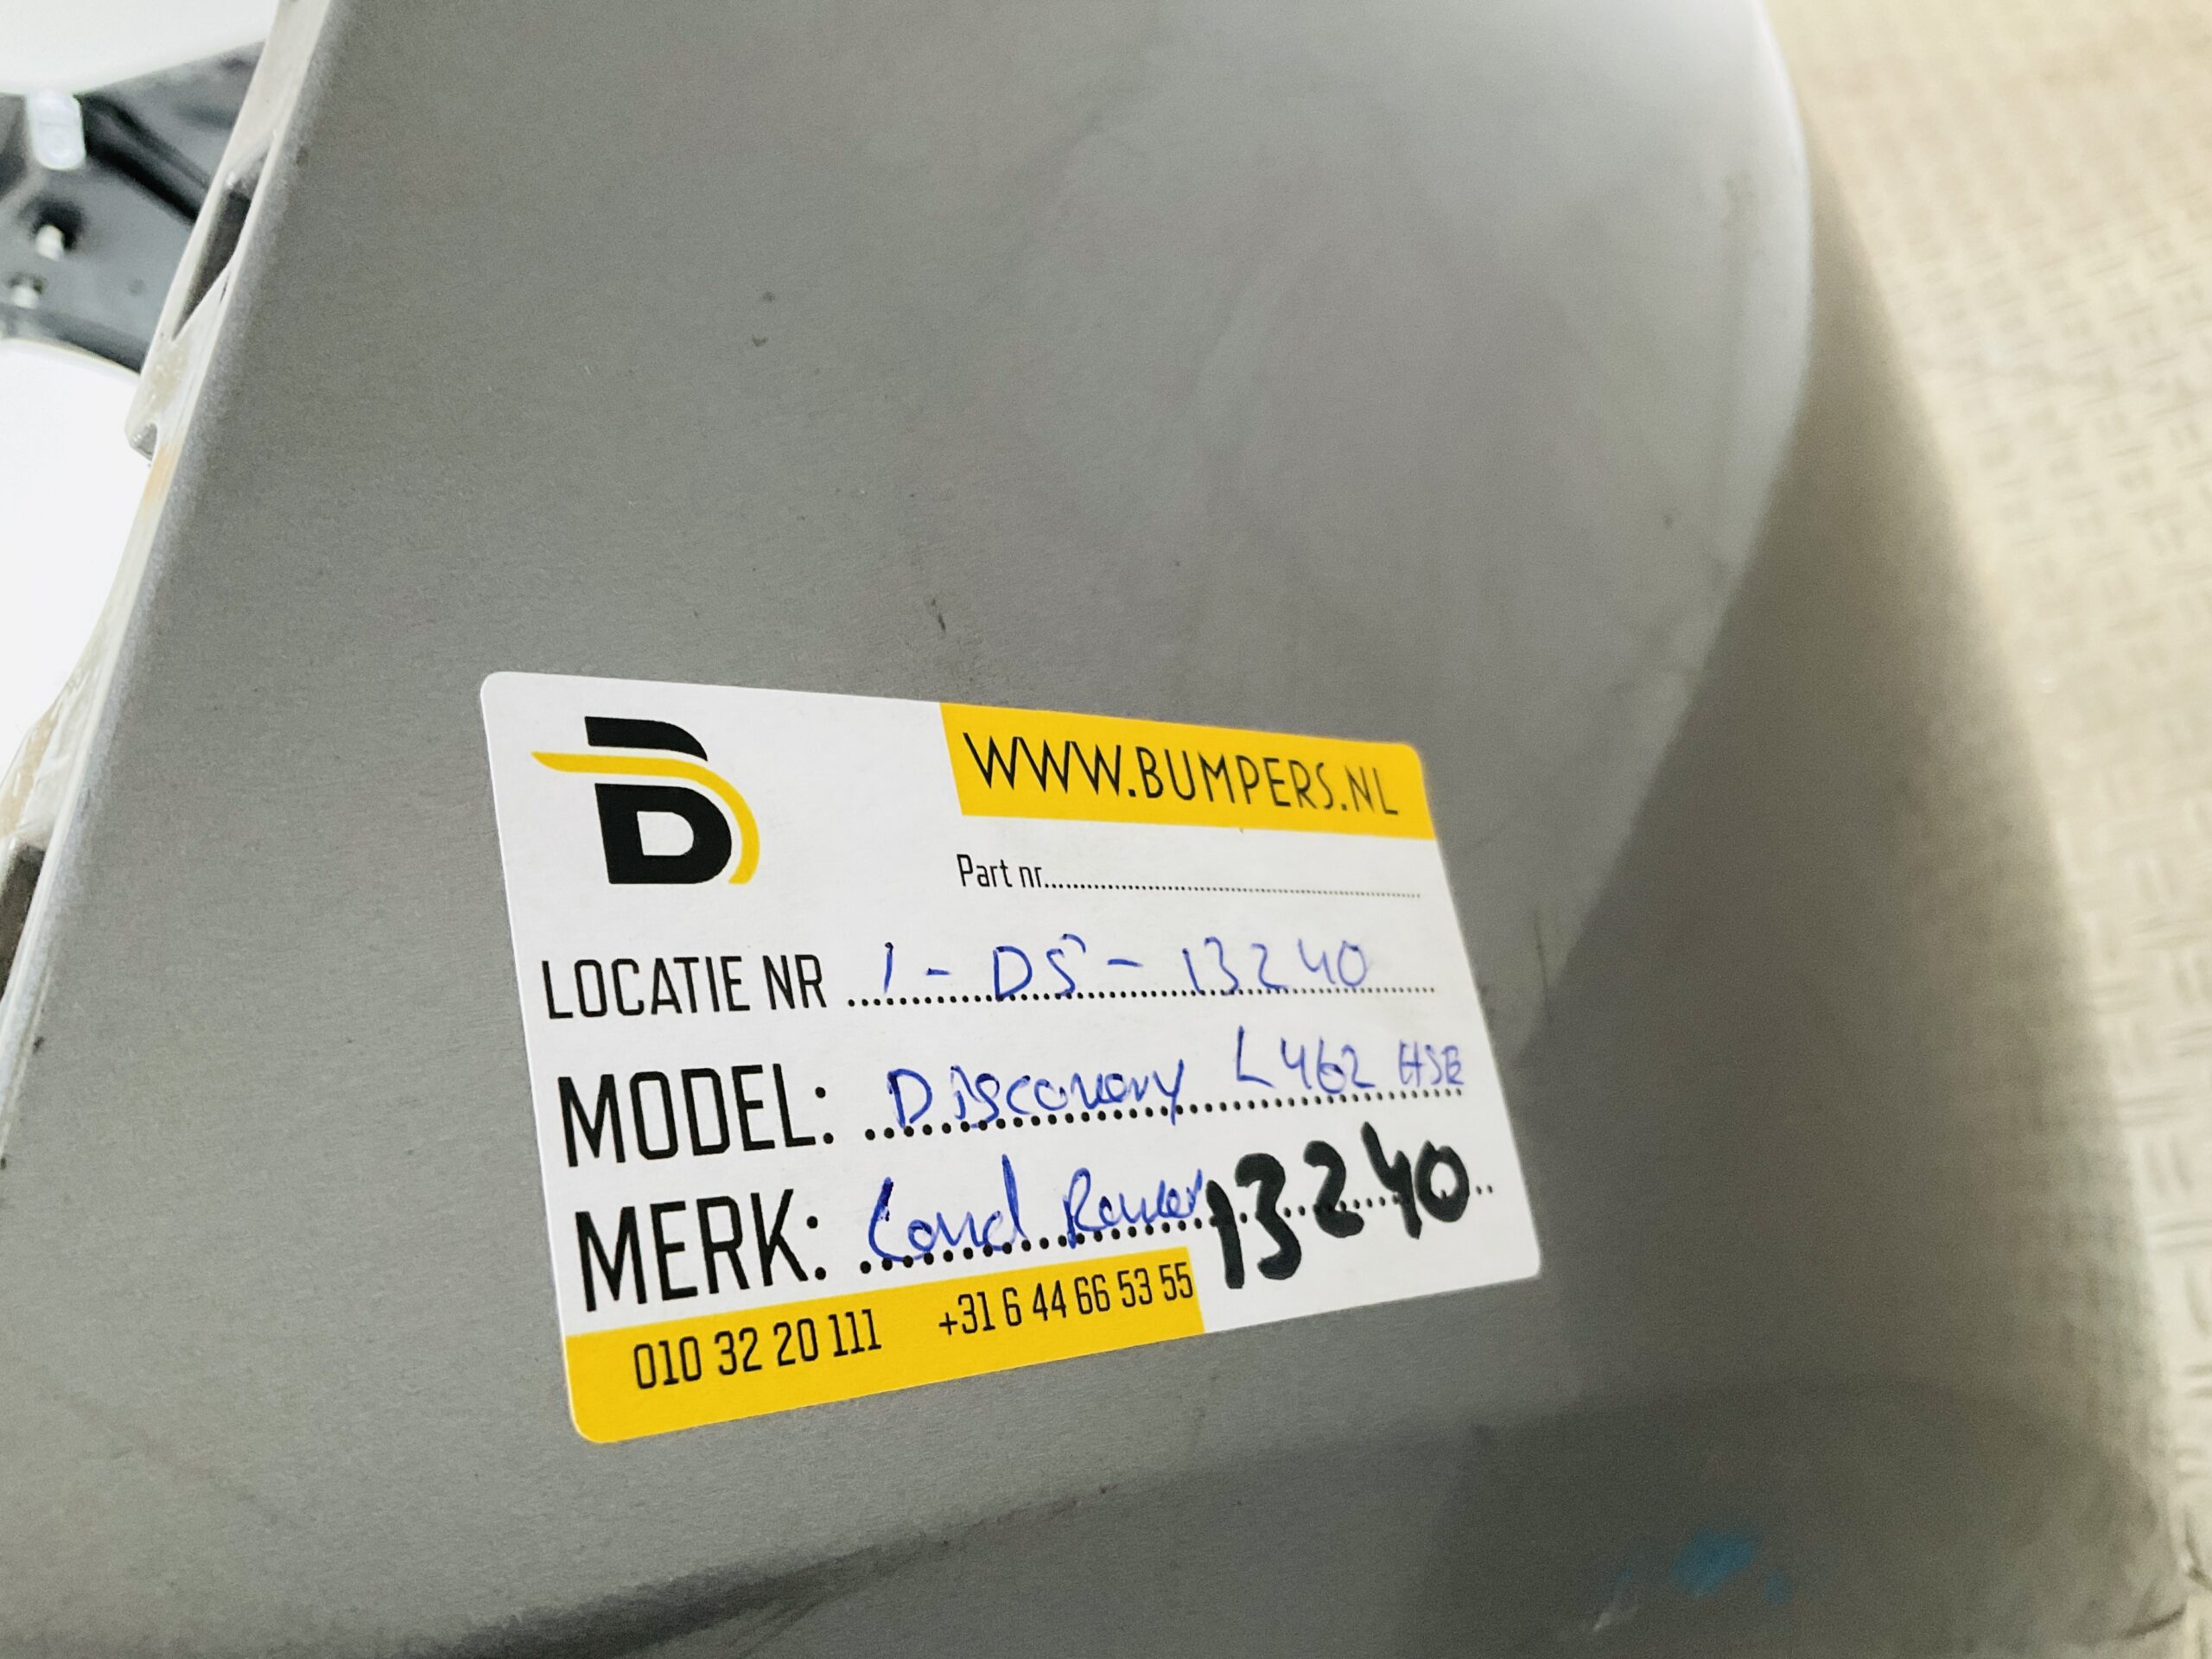 WWW.BUMPERS.NL
Part nr..........
LOCATIE NR 1 - DS - 13240
MODEL: Discovery L462 HSE
MERK: Land Rover 13240
010 32 20 111 +31 6 44 66 53 55